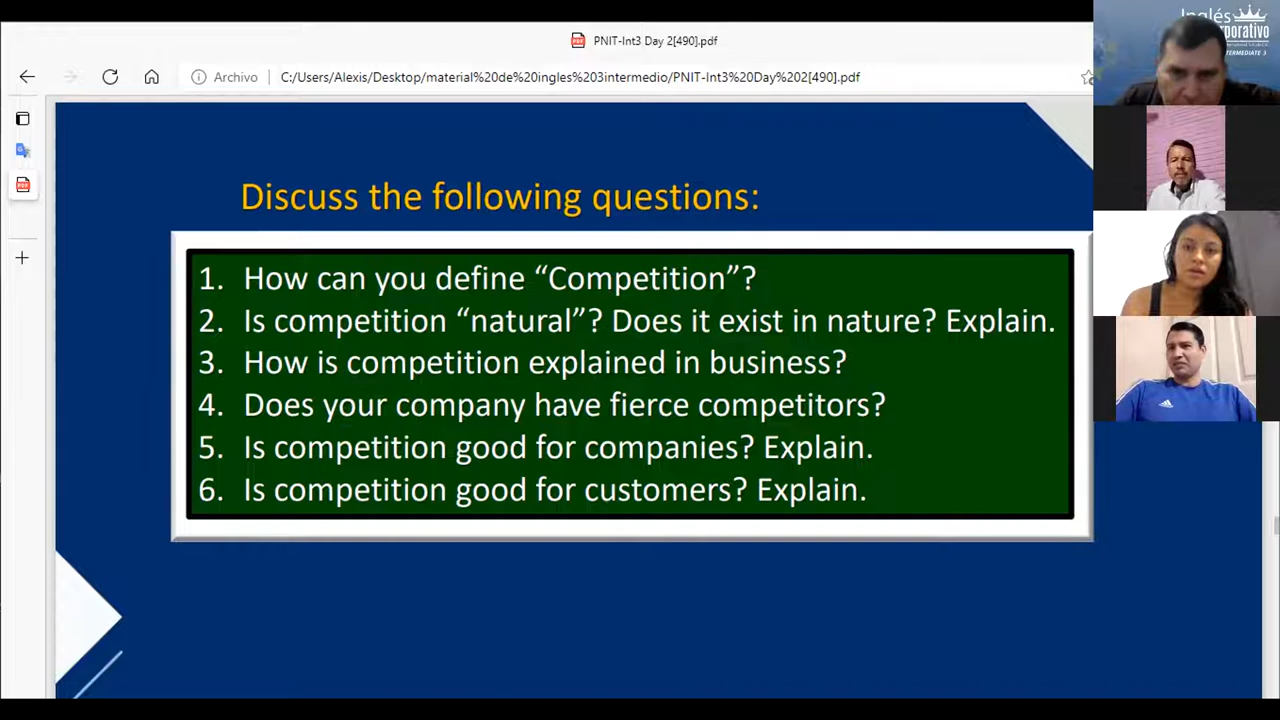 PNIT-Int3 Day 2[490].pdf
Archivo
C:/Users/Alexis/Desktop/material%20de%20ingles%203intermedio/PNIT-Int3%20Day%202[490].pdf
Inglés
Discuss the following questions:
1. How can you define “Competition”?
2. Is competition “natural”? Does it exist in nature? Explain.
3. How is competition explained in business?
4. Does your company have fierce competitors?
5. Is competition good for companies? Explain.
6. Is competition good for customers? Explain.